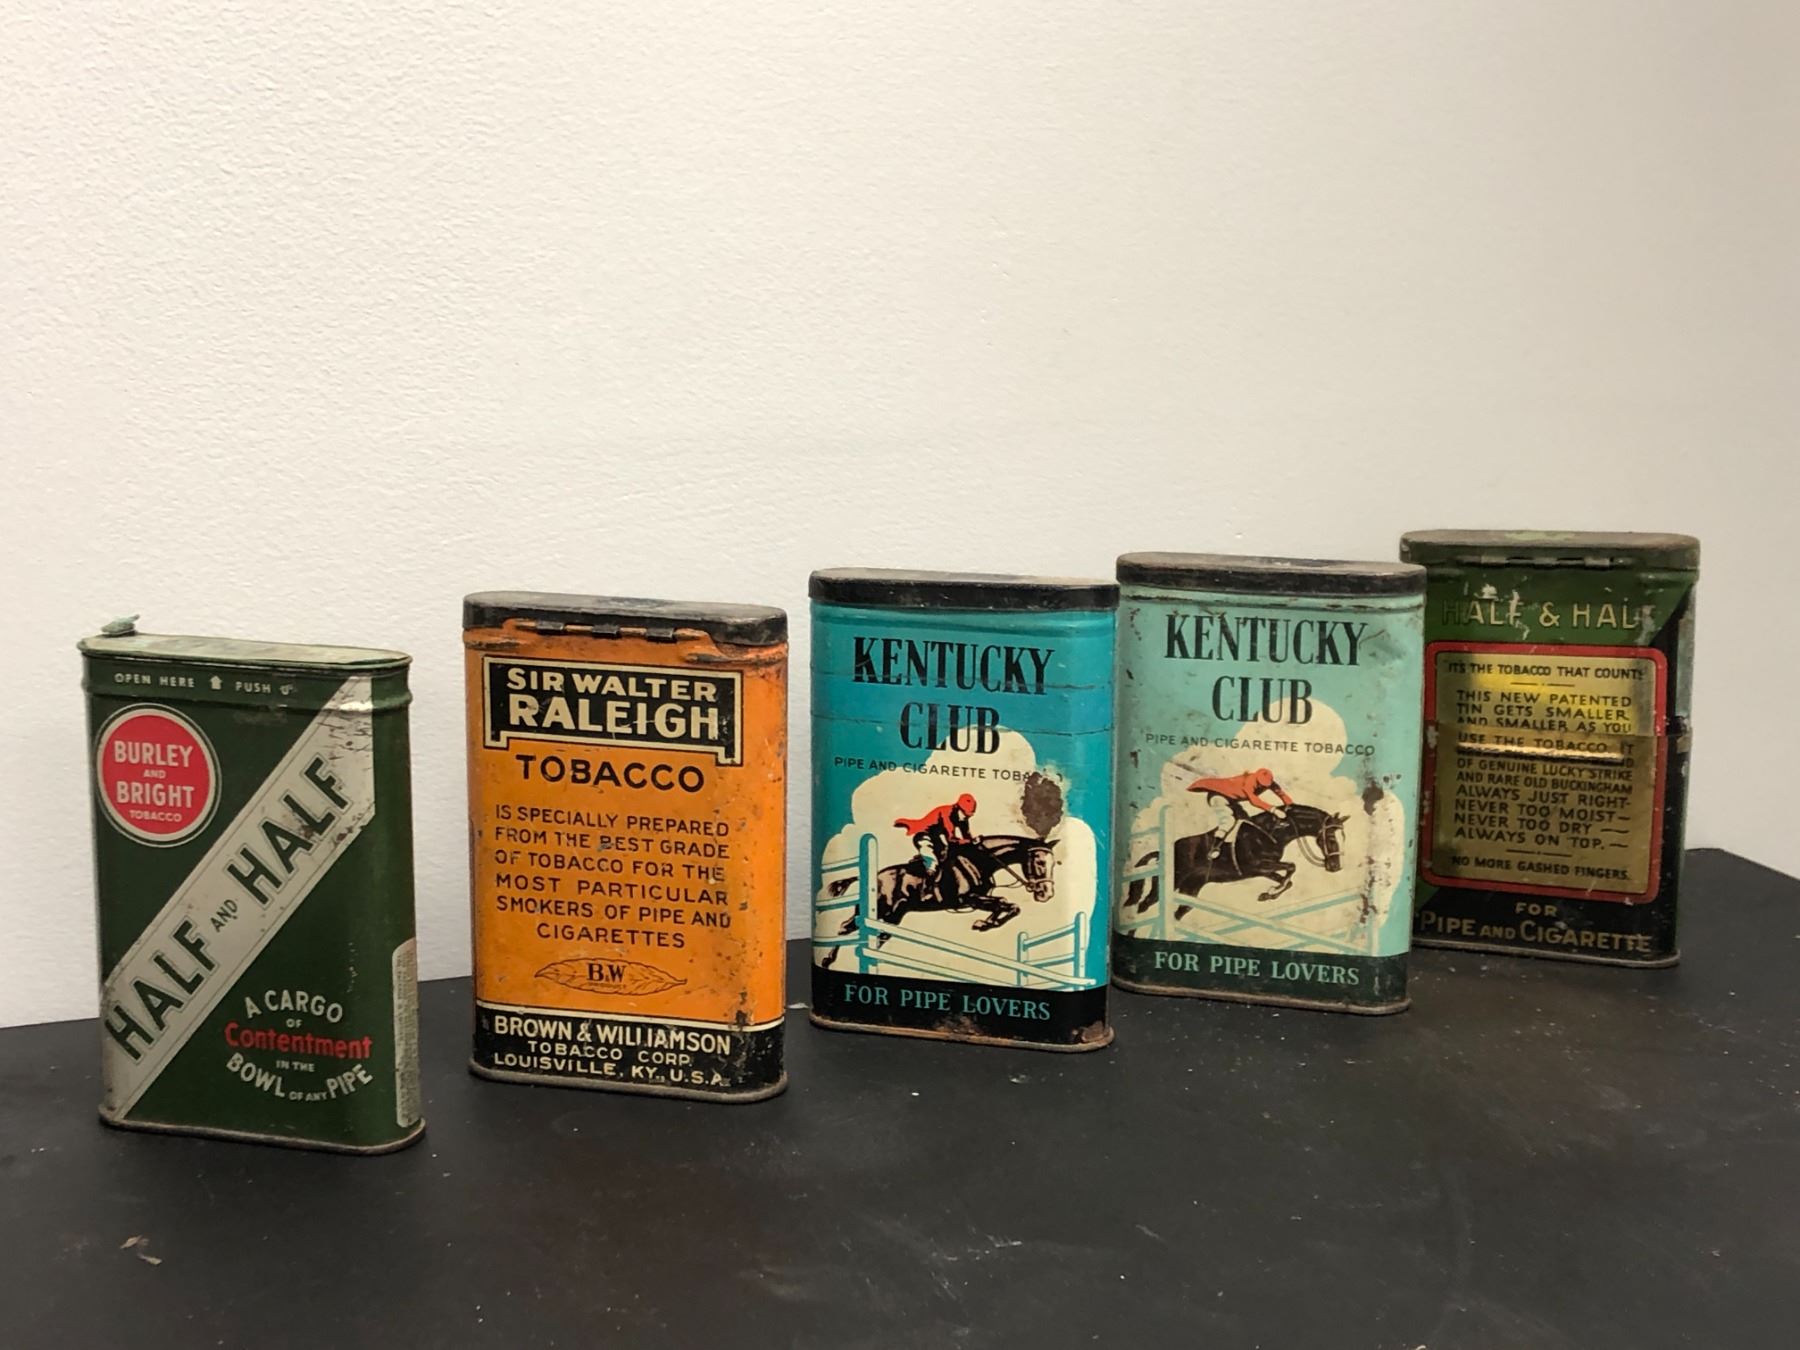 OPEN HERE PUSH
BURLEY
AND
BRIGHT
TOBACCO
HALF AND HALF
A CARGO
OF
Contentment
IN THE
BOWL OF ANY PIPE
SIR WALTER
RALEIGH
TOBACCO
IS SPECIALLY PREPARED
FROM THE BEST GRADE
OF TOBACCO FOR THE
MOST PARTICULAR
SMOKERS OF PIPE AND
CIGARETTES
B&W
PRODUCT
BROWN & WILLIAMSON
TOBACCO CORP.
LOUISVILLE, KY., U.S.A.
KENTUCKY
CLUB
PIPE AND CIGARETTE TOBACCO
FOR PIPE LOVERS
KENTUCKY
CLUB
PIPE AND CIGARETTE TOBACCO
FOR PIPE LOVERS
HALF & HALF
IT'S THE TOBACCO THAT COUNTS
THIS NEW PATENTED
TIN GETS SMALLER
AND SMALLER AS YOU
USE THE TOBACCO. IT
OF GENUINE LUCKY STRIKE
AND RARE OLD BUCKINGHAM
ALWAYS JUST RIGHT-
NEVER TOO MOIST-
NEVER TOO DRY -
ALWAYS ON TOP. -
NO MORE GASHED FINGERS.
FOR
PIPE AND CIGARETTE